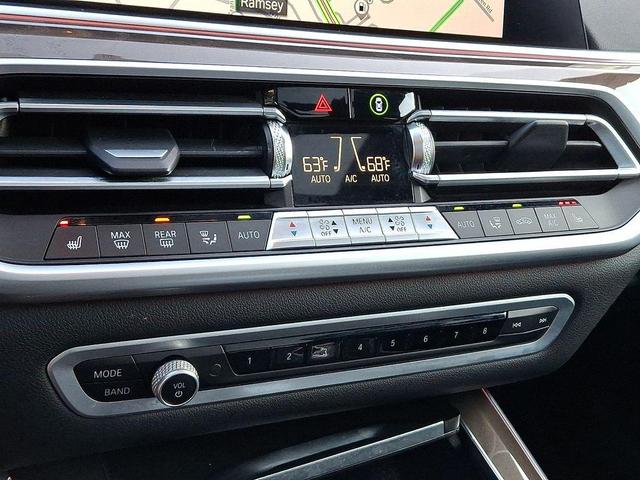 Ramsey
63°F 68°F
AUTO A/C AUTO
MAX REAR AUTO OFF MENU A/C OFF AUTO MAX A/C
MODE
BAND
VOL
1 2 4 5 6 7 8